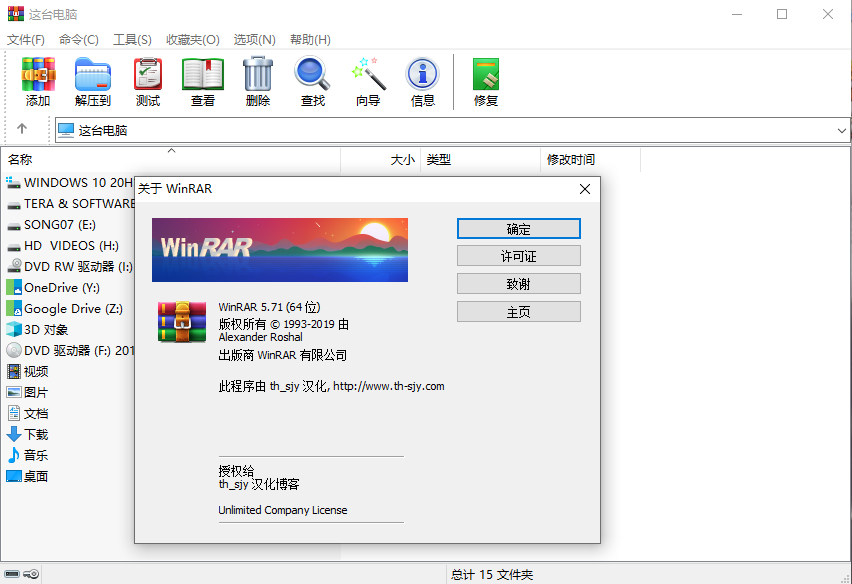 这台电脑
文件(F) 命令(C) 工具(S) 收藏夹(O) 选项(N) 帮助(H)
添加 解压到 测试 查看 删除 查找 向导 信息 修复
这台电脑
名称 大小 类型 修改时间
WINDOWS 10 20H
TERA & SOFTWARE
SONG07 (E:)
HD VIDEOS (H:)
DVD RW 驱动器 (I:)
OneDrive (Y:)
Google Drive (Z:)
3D 对象
DVD 驱动器 (F:) 201
视频
图片
文档
下载
音乐
桌面
关于 WinRAR
WinRAR
确定
许可证
致谢
主页
WinRAR 5.71 (64 位)
版权所有 © 1993-2019 由
Alexander Roshal
出版商 WinRAR 有限公司
此程序由 th_sjy 汉化, http://www.th-sjy.com
授权给
th_sjy 汉化博客
Unlimited Company License
总计 15 文件夹